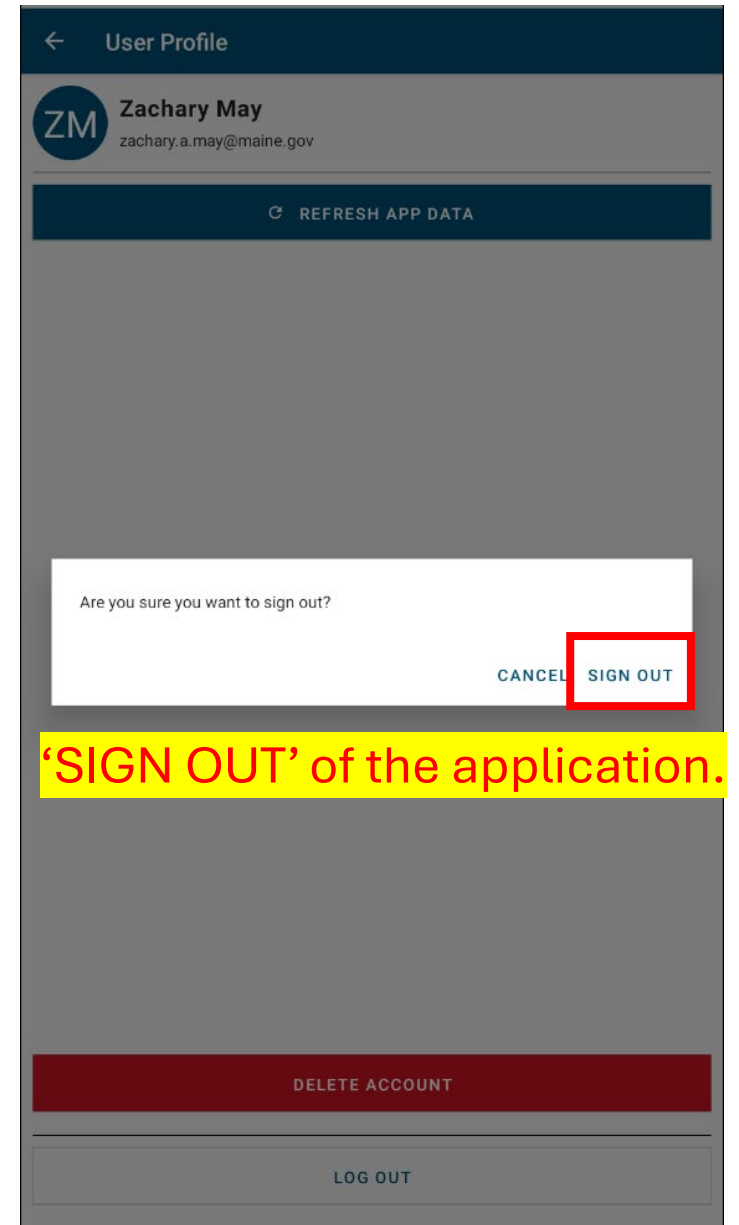 User Profile
ZM
Zachary May
zachary.a.may@maine.gov
REFRESH APP DATA
Are you sure you want to sign out?
CANCEL SIGN OUT
‘SIGN OUT’ of the application.
DELETE ACCOUNT
LOG OUT